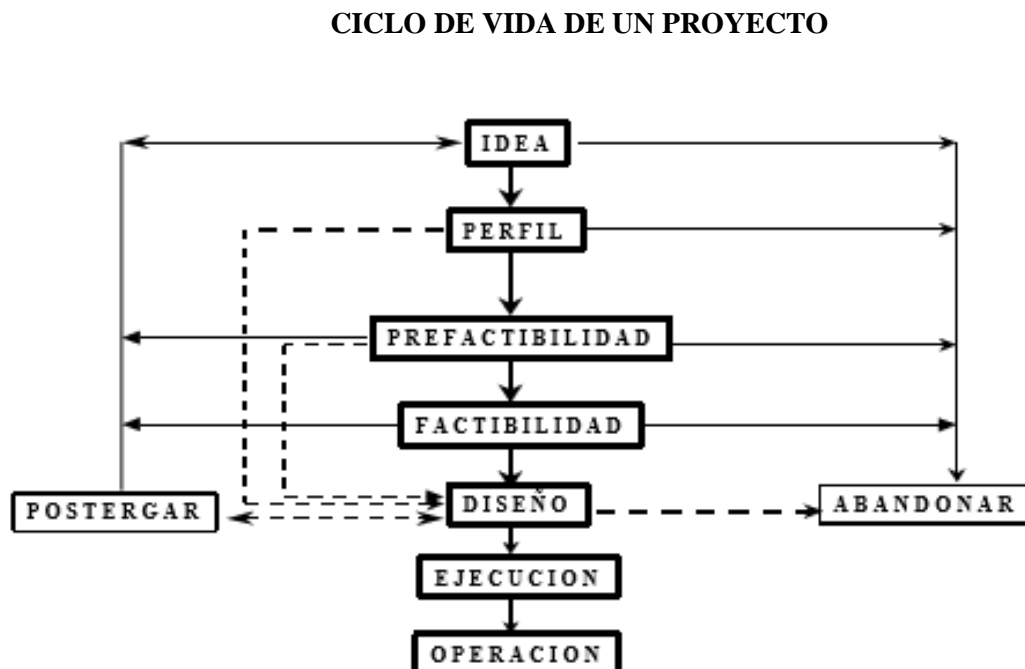 CICLO DE VIDA DE UN PROYECTO
IDEA
PERFIL
PREFACTIBILIDAD
FACTIBILIDAD
POSTERGAR
DISEÑO
ABANDONAR
EJECUCION
OPERACION